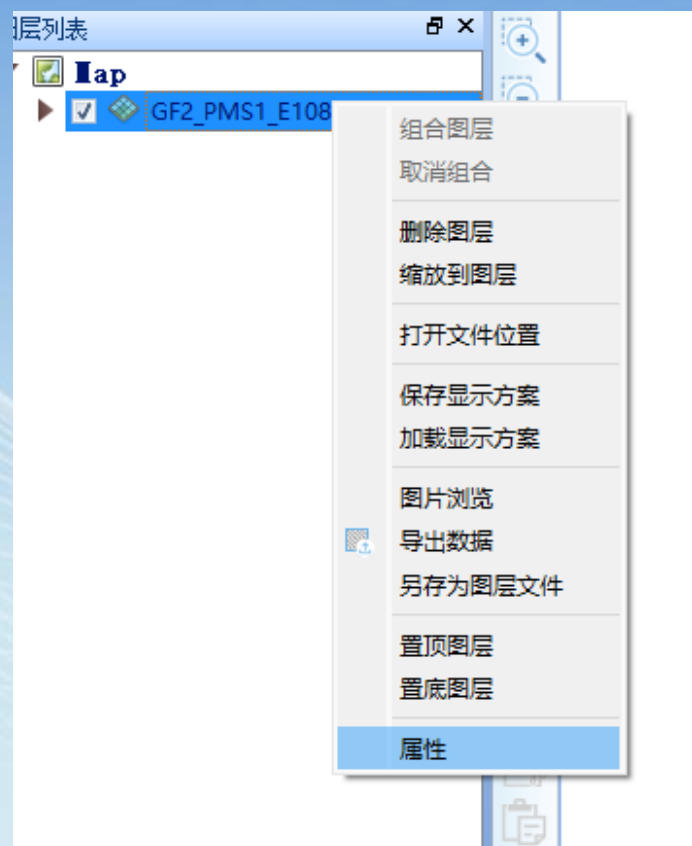 图层列表
Map
GF2_PMS1_E108
组合图层
取消组合
删除图层
缩放到图层
打开文件位置
保存显示方案
加载显示方案
图片浏览
导出数据
另存为图层文件
置顶图层
置底图层
属性